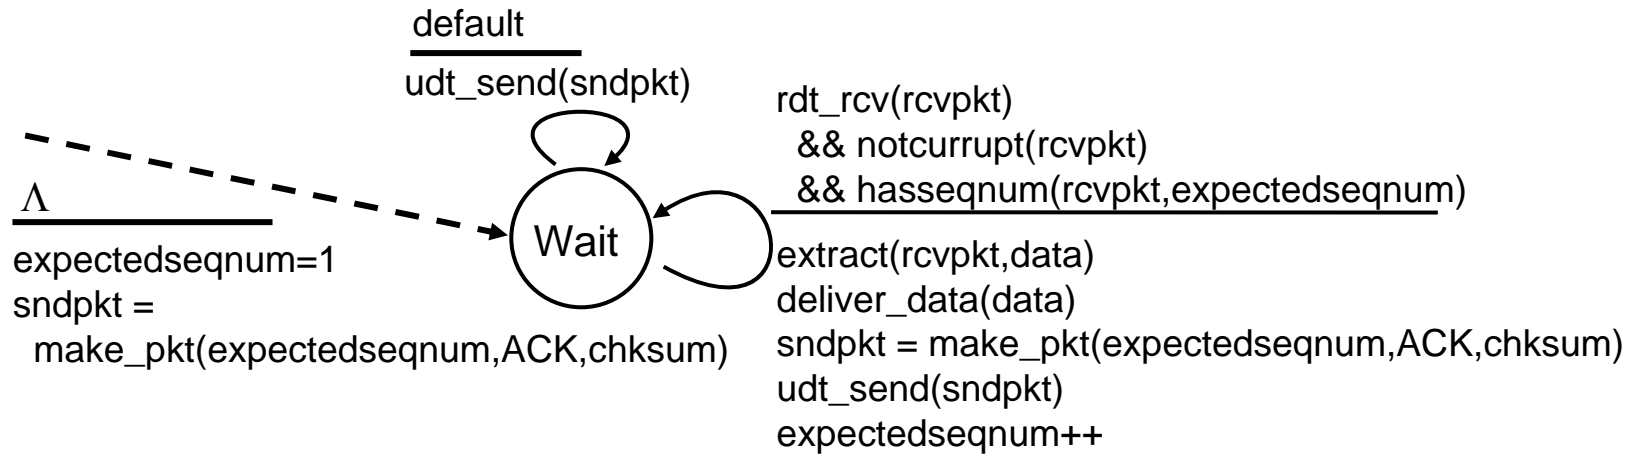 default
udt_send(sndpkt)
rdt_rcv(rcvpkt)
&& notcurrupt(rcvpkt)
&& hasseqnum(rcvpkt,expectedseqnum)
Λ
Wait
expectedseqnum=1
sndpkt =
make_pkt(expectedseqnum,ACK,chksum)
extract(rcvpkt,data)
deliver_data(data)
sndpkt = make_pkt(expectedseqnum,ACK,chksum)
udt_send(sndpkt)
expectedseqnum++